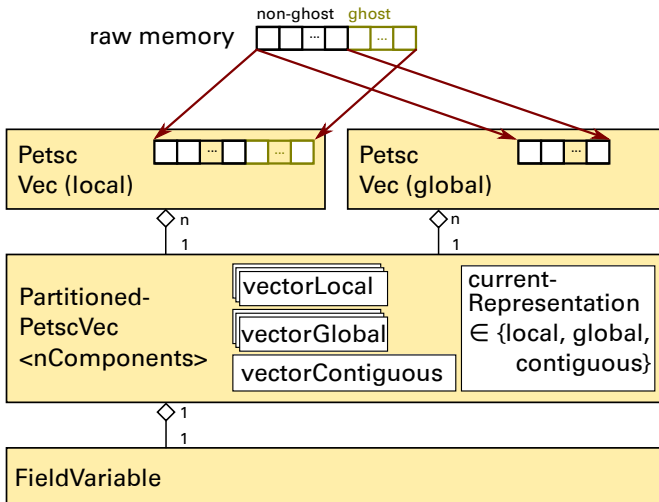 non-ghost ghost
raw memory
...
...
Petsc
Vec (local)
...
...
Petsc
Vec (global)
...
n
1
n
1
Partitioned-
PetscVec
<nComponents>
vectorLocal
vectorGlobal
vectorContiguous
current-
Representation
∈ {local, global,
contiguous}
1
1
FieldVariable